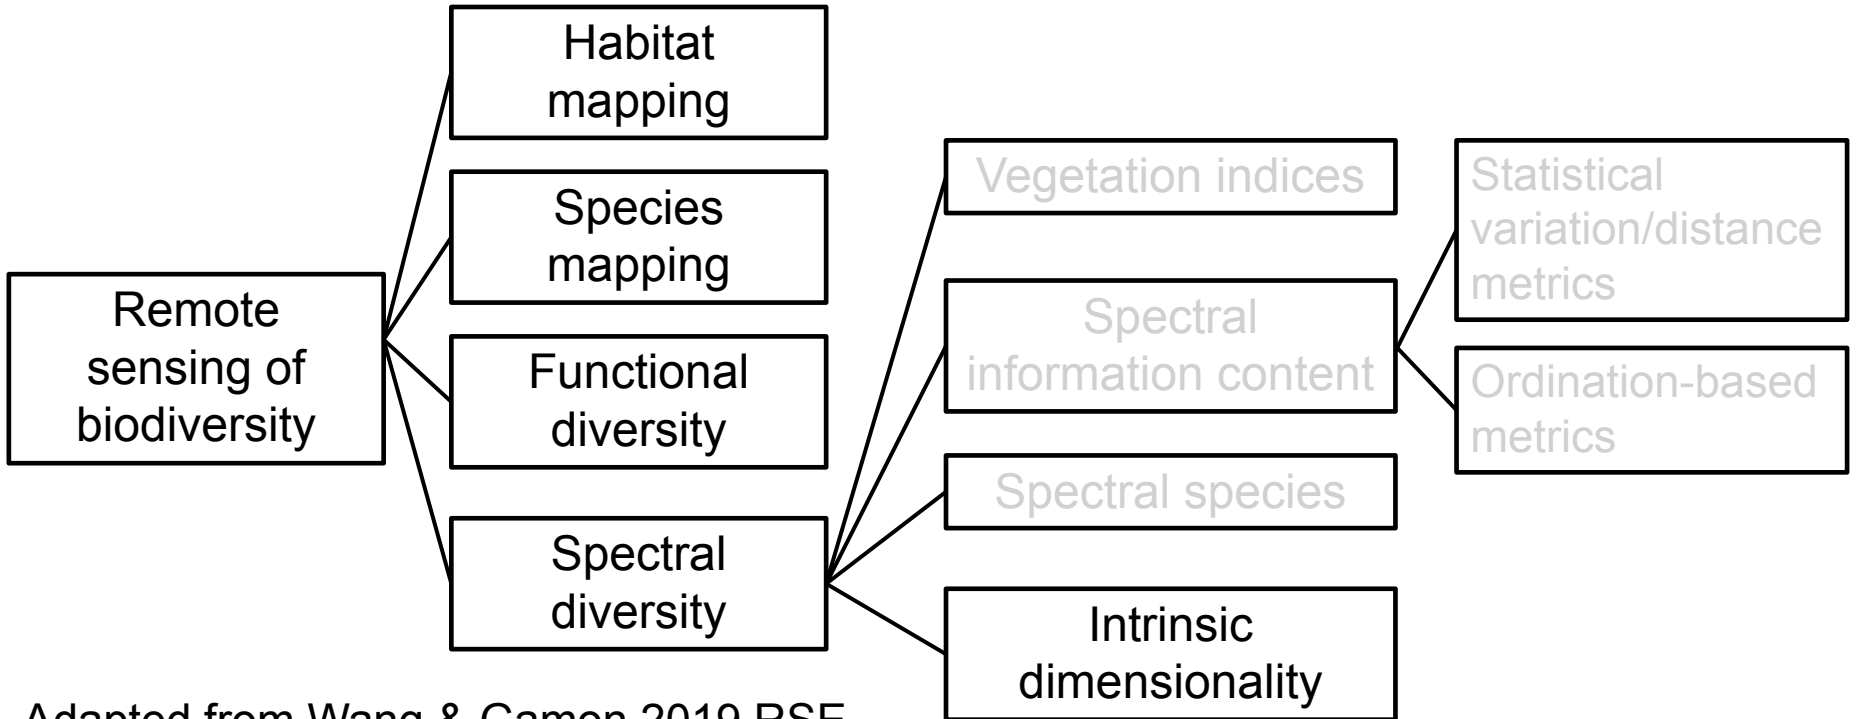 Remote
sensing of
biodiversity
Habitat
mapping
Species
mapping
Functional
diversity
Spectral
diversity
Vegetation indices
Spectral
information content
Spectral species
Intrinsic
dimensionality
Statistical
variation/distance
metrics
Ordination-based
metrics
Adapted from Wang & Gamon 2019 RSE